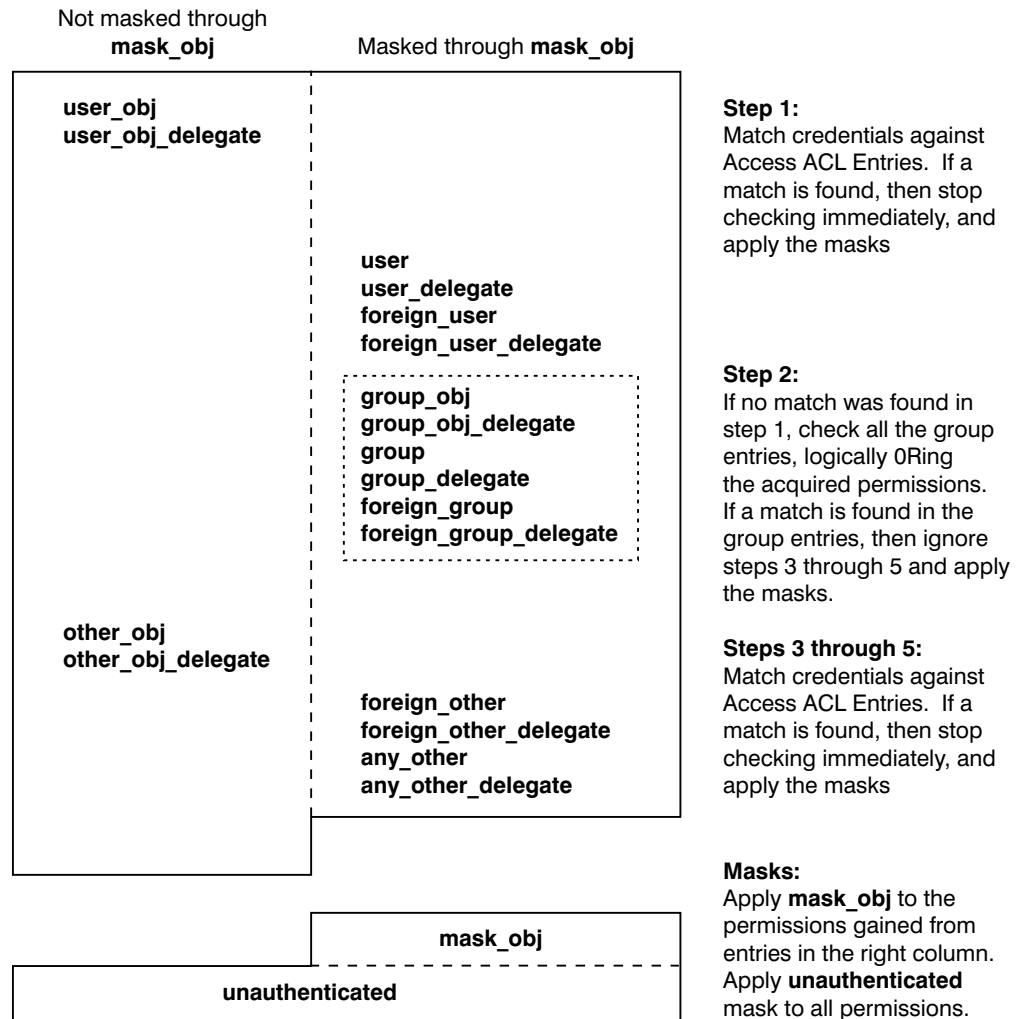 Not masked through
mask_obj
Masked through mask_obj
user_obj
user_obj_delegate
Step 1:
Match credentials against
Access ACL Entries.  If a
match is found, then stop
checking immediately, and
apply the masks
user
user_delegate
foreign_user
foreign_user_delegate
group_obj
group_obj_delegate
group
group_delegate
foreign_group
foreign_group_delegate
Step 2:
If no match was found in
step 1, check all the group
entries, logically 0Ring
the acquired permissions.
If a match is found in the
group entries, then ignore
steps 3 through 5 and apply
the masks.
other_obj
other_obj_delegate
foreign_other
foreign_other_delegate
any_other
any_other_delegate
Steps 3 through 5:
Match credentials against
Access ACL Entries.  If a
match is found, then stop
checking immediately, and
apply the masks
mask_obj
unauthenticated
Masks:
Apply mask_obj to the
permissions gained from
entries in the right column.
Apply unauthenticated
mask to all permissions.